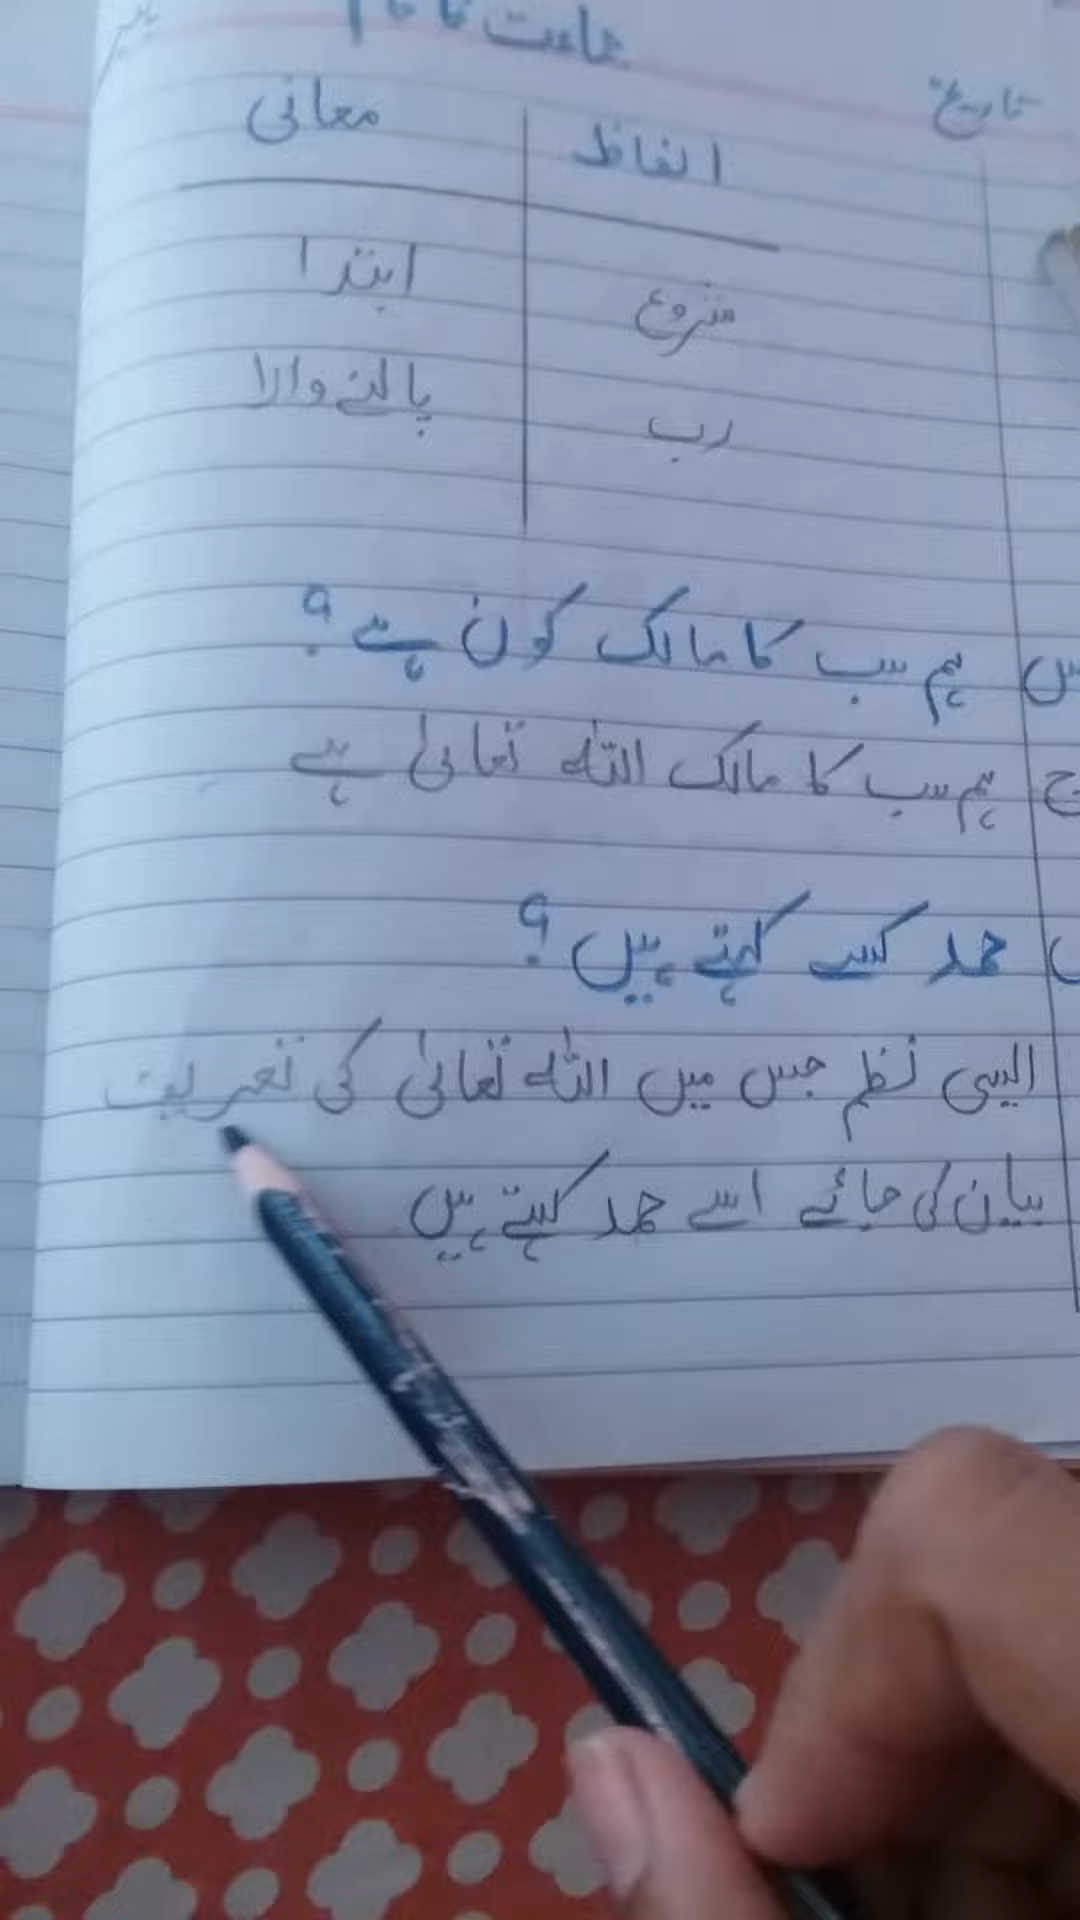 جماعت کا کام
تاریخ
الفاظ معانی
شروع ابتدا
رب پالنے والا
س ہم سب کا مالک کون ہے؟
ج ہم سب کا مالک اللہ تعالیٰ ہے
حمد کسے کہتے ہیں؟
ایسی نظم جس میں اللہ تعالیٰ کی تعریف
بیان کی جائے اسے حمد کہتے ہیں